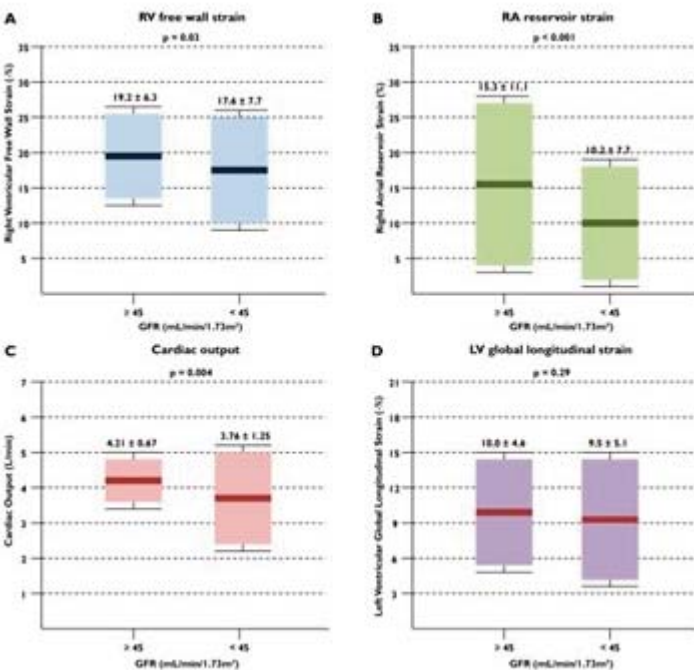 A
RV free wall strain
p = 0.03
Right Ventricular Free Wall Strain (-%)
35
30
25
20
15
10
5
19.2 ± 6.3
17.6 ± 7.7
≥ 45
< 45
GFR (mL/min/1.73m²)
B
RA reservoir strain
p < 0.001
Right Atrial Reservoir Strain (%)
35
30
25
20
15
10
5
15.3 ± 11.1
10.2 ± 7.7
≥ 45
< 45
GFR (mL/min/1.73m²)
C
Cardiac output
p = 0.004
Cardiac Output (L/min)
7
6
5
4
3
2
1
4.21 ± 0.67
3.76 ± 1.25
≥ 45
< 45
GFR (mL/min/1.73m²)
D
LV global longitudinal strain
p = 0.29
Left Ventricular Global Longitudinal Strain (-%)
21
18
15
12
9
6
3
10.0 ± 4.6
9.5 ± 5.1
≥ 45
< 45
GFR (mL/min/1.73m²)